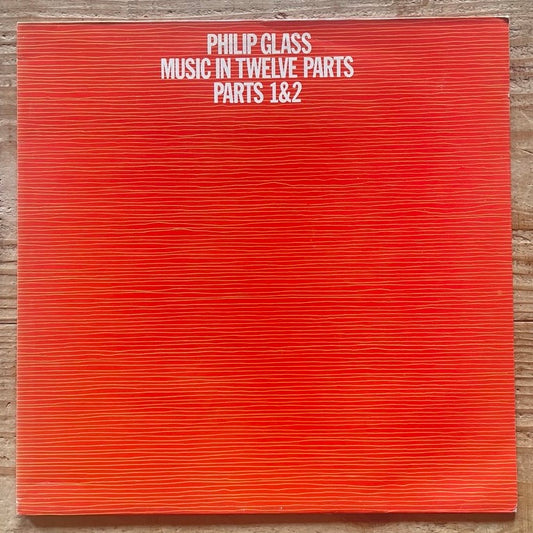 PHILIP GLASS
MUSIC IN TWELVE PARTS
PARTS 1&2